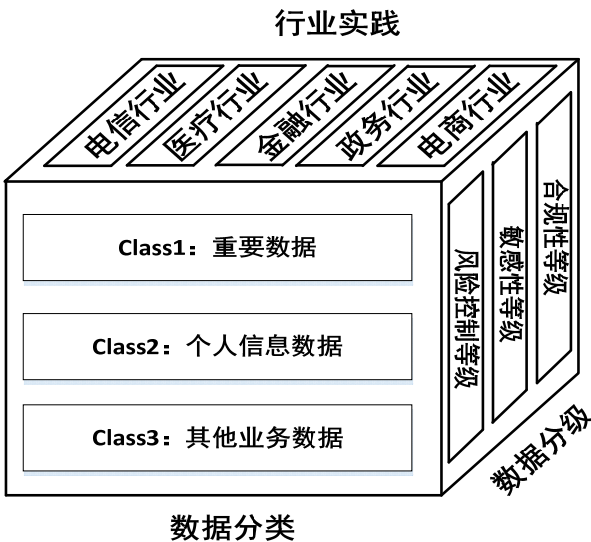 行业实践
电信行业
医疗行业
金融行业
政务行业
电商行业
Class1：重要数据
Class2：个人信息数据
Class3：其他业务数据
风险控制等级
敏感性等级
合规性等级
数据分级
数据分类